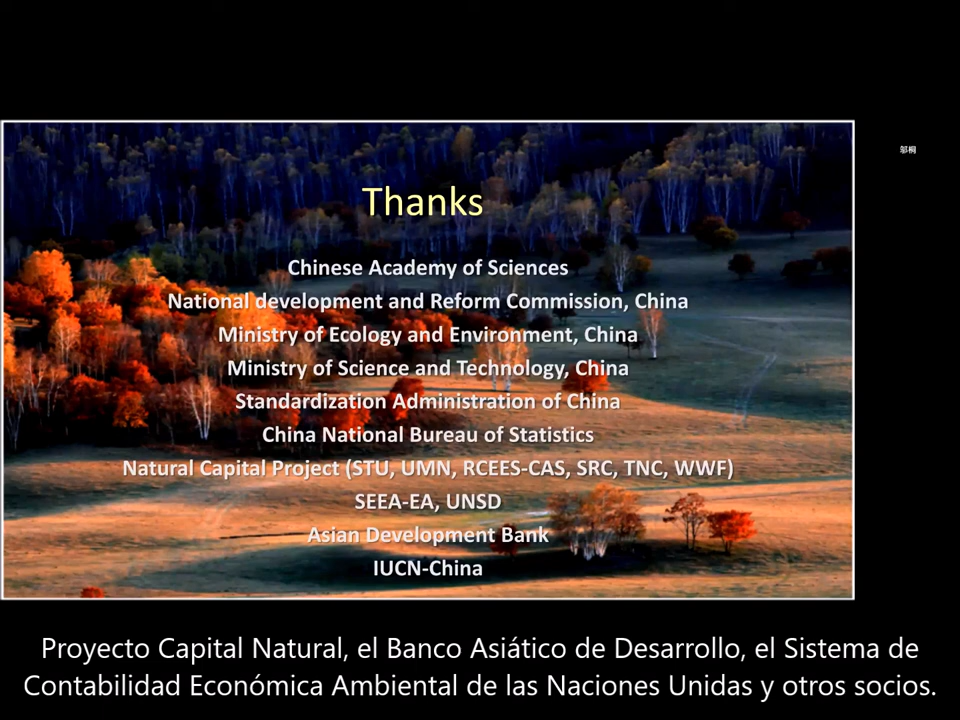 邬桐
Thanks
Chinese Academy of Sciences
National development and Reform Commission, China
Ministry of Ecology and Environment, China
Ministry of Science and Technology, China
Standardization Administration of China
China National Bureau of Statistics
Natural Capital Project (STU, UMN, RCEES-CAS, SRC, TNC, WWF)
SEEA-EA, UNSD
Asian Development Bank
IUCN-China
Proyecto Capital Natural, el Banco Asiático de Desarrollo, el Sistema de
Contabilidad Económica Ambiental de las Naciones Unidas y otros socios.